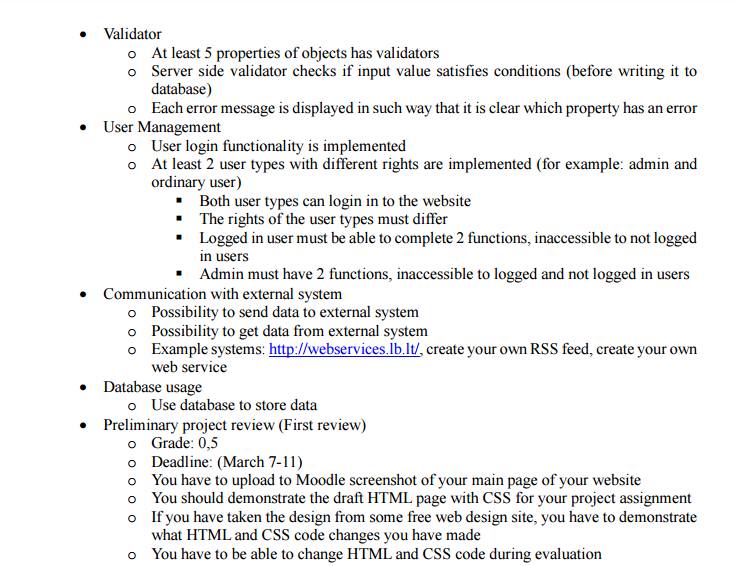 • Validator
o At least 5 properties of objects has validators
o Server side validator checks if input value satisfies conditions (before writing it to
database)
o Each error message is displayed in such way that it is clear which property has an error
• User Management
o User login functionality is implemented
o At least 2 user types with different rights are implemented (for example: admin and
ordinary user)
▪ Both user types can login in to the website
▪ The rights of the user types must differ
▪ Logged in user must be able to complete 2 functions, inaccessible to not logged
in users
▪ Admin must have 2 functions, inaccessible to logged and not logged in users
• Communication with external system
o Possibility to send data to external system
o Possibility to get data from external system
o Example systems: http://webservices.lb.lt/, create your own RSS feed, create your own
web service
• Database usage
o Use database to store data
• Preliminary project review (First review)
o Grade: 0,5
o Deadline: (March 7-11)
o You have to upload to Moodle screenshot of your main page of your website
o You should demonstrate the draft HTML page with CSS for your project assignment
o If you have taken the design from some free web design site, you have to demonstrate
what HTML and CSS code changes you have made
o You have to be able to change HTML and CSS code during evaluation